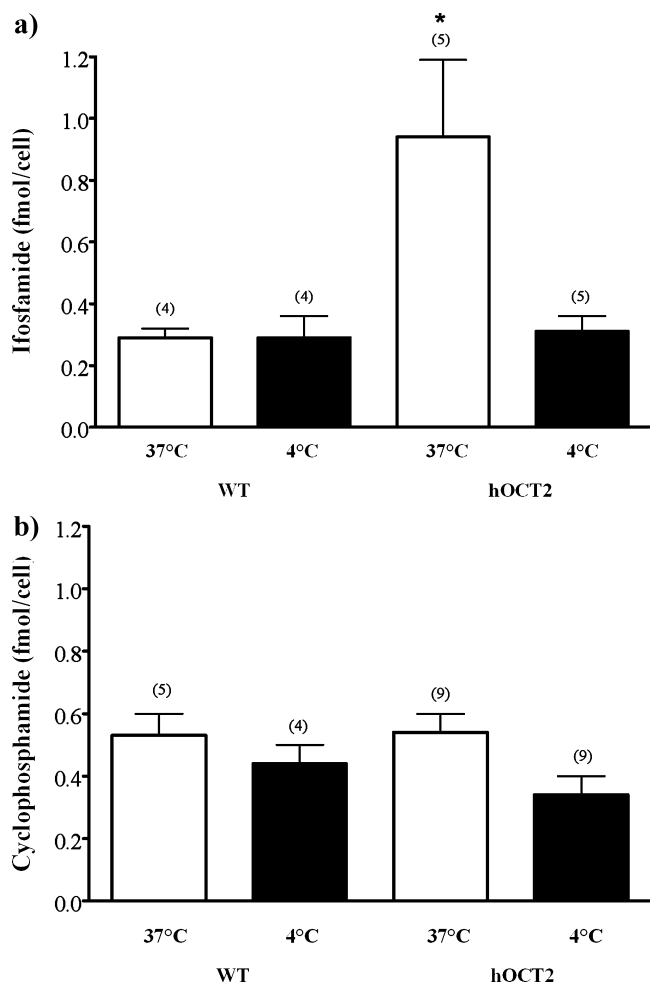 a)
*
(5)
1.2
1.0
0.8
0.6
(4)
(4)
(5)
0.4
0.2
0.0
Ifosfamide (fmol/cell)
37°C
4°C
37°C
4°C
WT
hOCT2
b)
1.2
1.0
0.8
(5)
(9)
0.6
(4)
(9)
0.4
0.2
0.0
Cyclophosphamide (fmol/cell)
37°C
4°C
37°C
4°C
WT
hOCT2